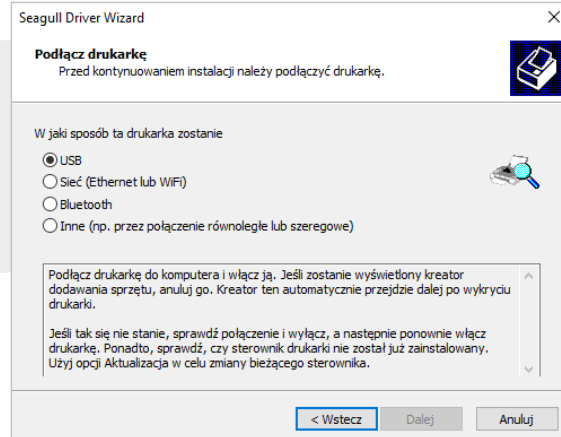 Seagull Driver Wizard
Podłącz drukarkę
Przed kontynuowaniem instalacji należy podłączyć drukarkę.
W jaki sposób ta drukarka zostanie
USB
Sieć (Ethernet lub WiFi)
Bluetooth
Inne (np. przez połączenie równoległe lub szeregowe)
Podłącz drukarkę do komputera i włącz ją. Jeśli zostanie wyświetlony kreator
dodawania sprzętu, anuluj go. Kreator ten automatycznie przejdzie dalej po wykryciu
drukarki.
Jeśli tak się nie stanie, sprawdź połączenie i wyłącz, a następnie ponownie włącz
drukarkę. Ponadto, sprawdź, czy sterownik drukarki nie został już zainstalowany.
Użyj opcji Aktualizacja w celu zmiany bieżącego sterownika.
< Wstecz Dalej Anuluj